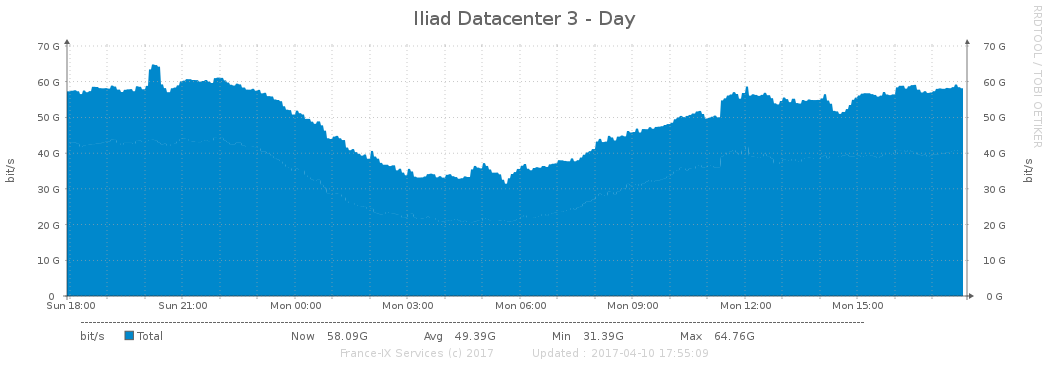 Iliad Datacenter 3 - Day
RRDTOOL / TOBI OETIKER
70 G 70 G
60 G 60 G
50 G 50 G
40 G 40 G
30 G 30 G
20 G 20 G
10 G 10 G
0 0 G
bit/s bit/s
Sun 18:00 Sun 21:00 Mon 00:00 Mon 03:00 Mon 06:00 Mon 09:00 Mon 12:00 Mon 15:00
bit/s Total Now 58.09G Avg 49.39G Min 31.39G Max 64.76G
France-IX Services (c) 2017 Updated : 2017-04-10 17:55:09